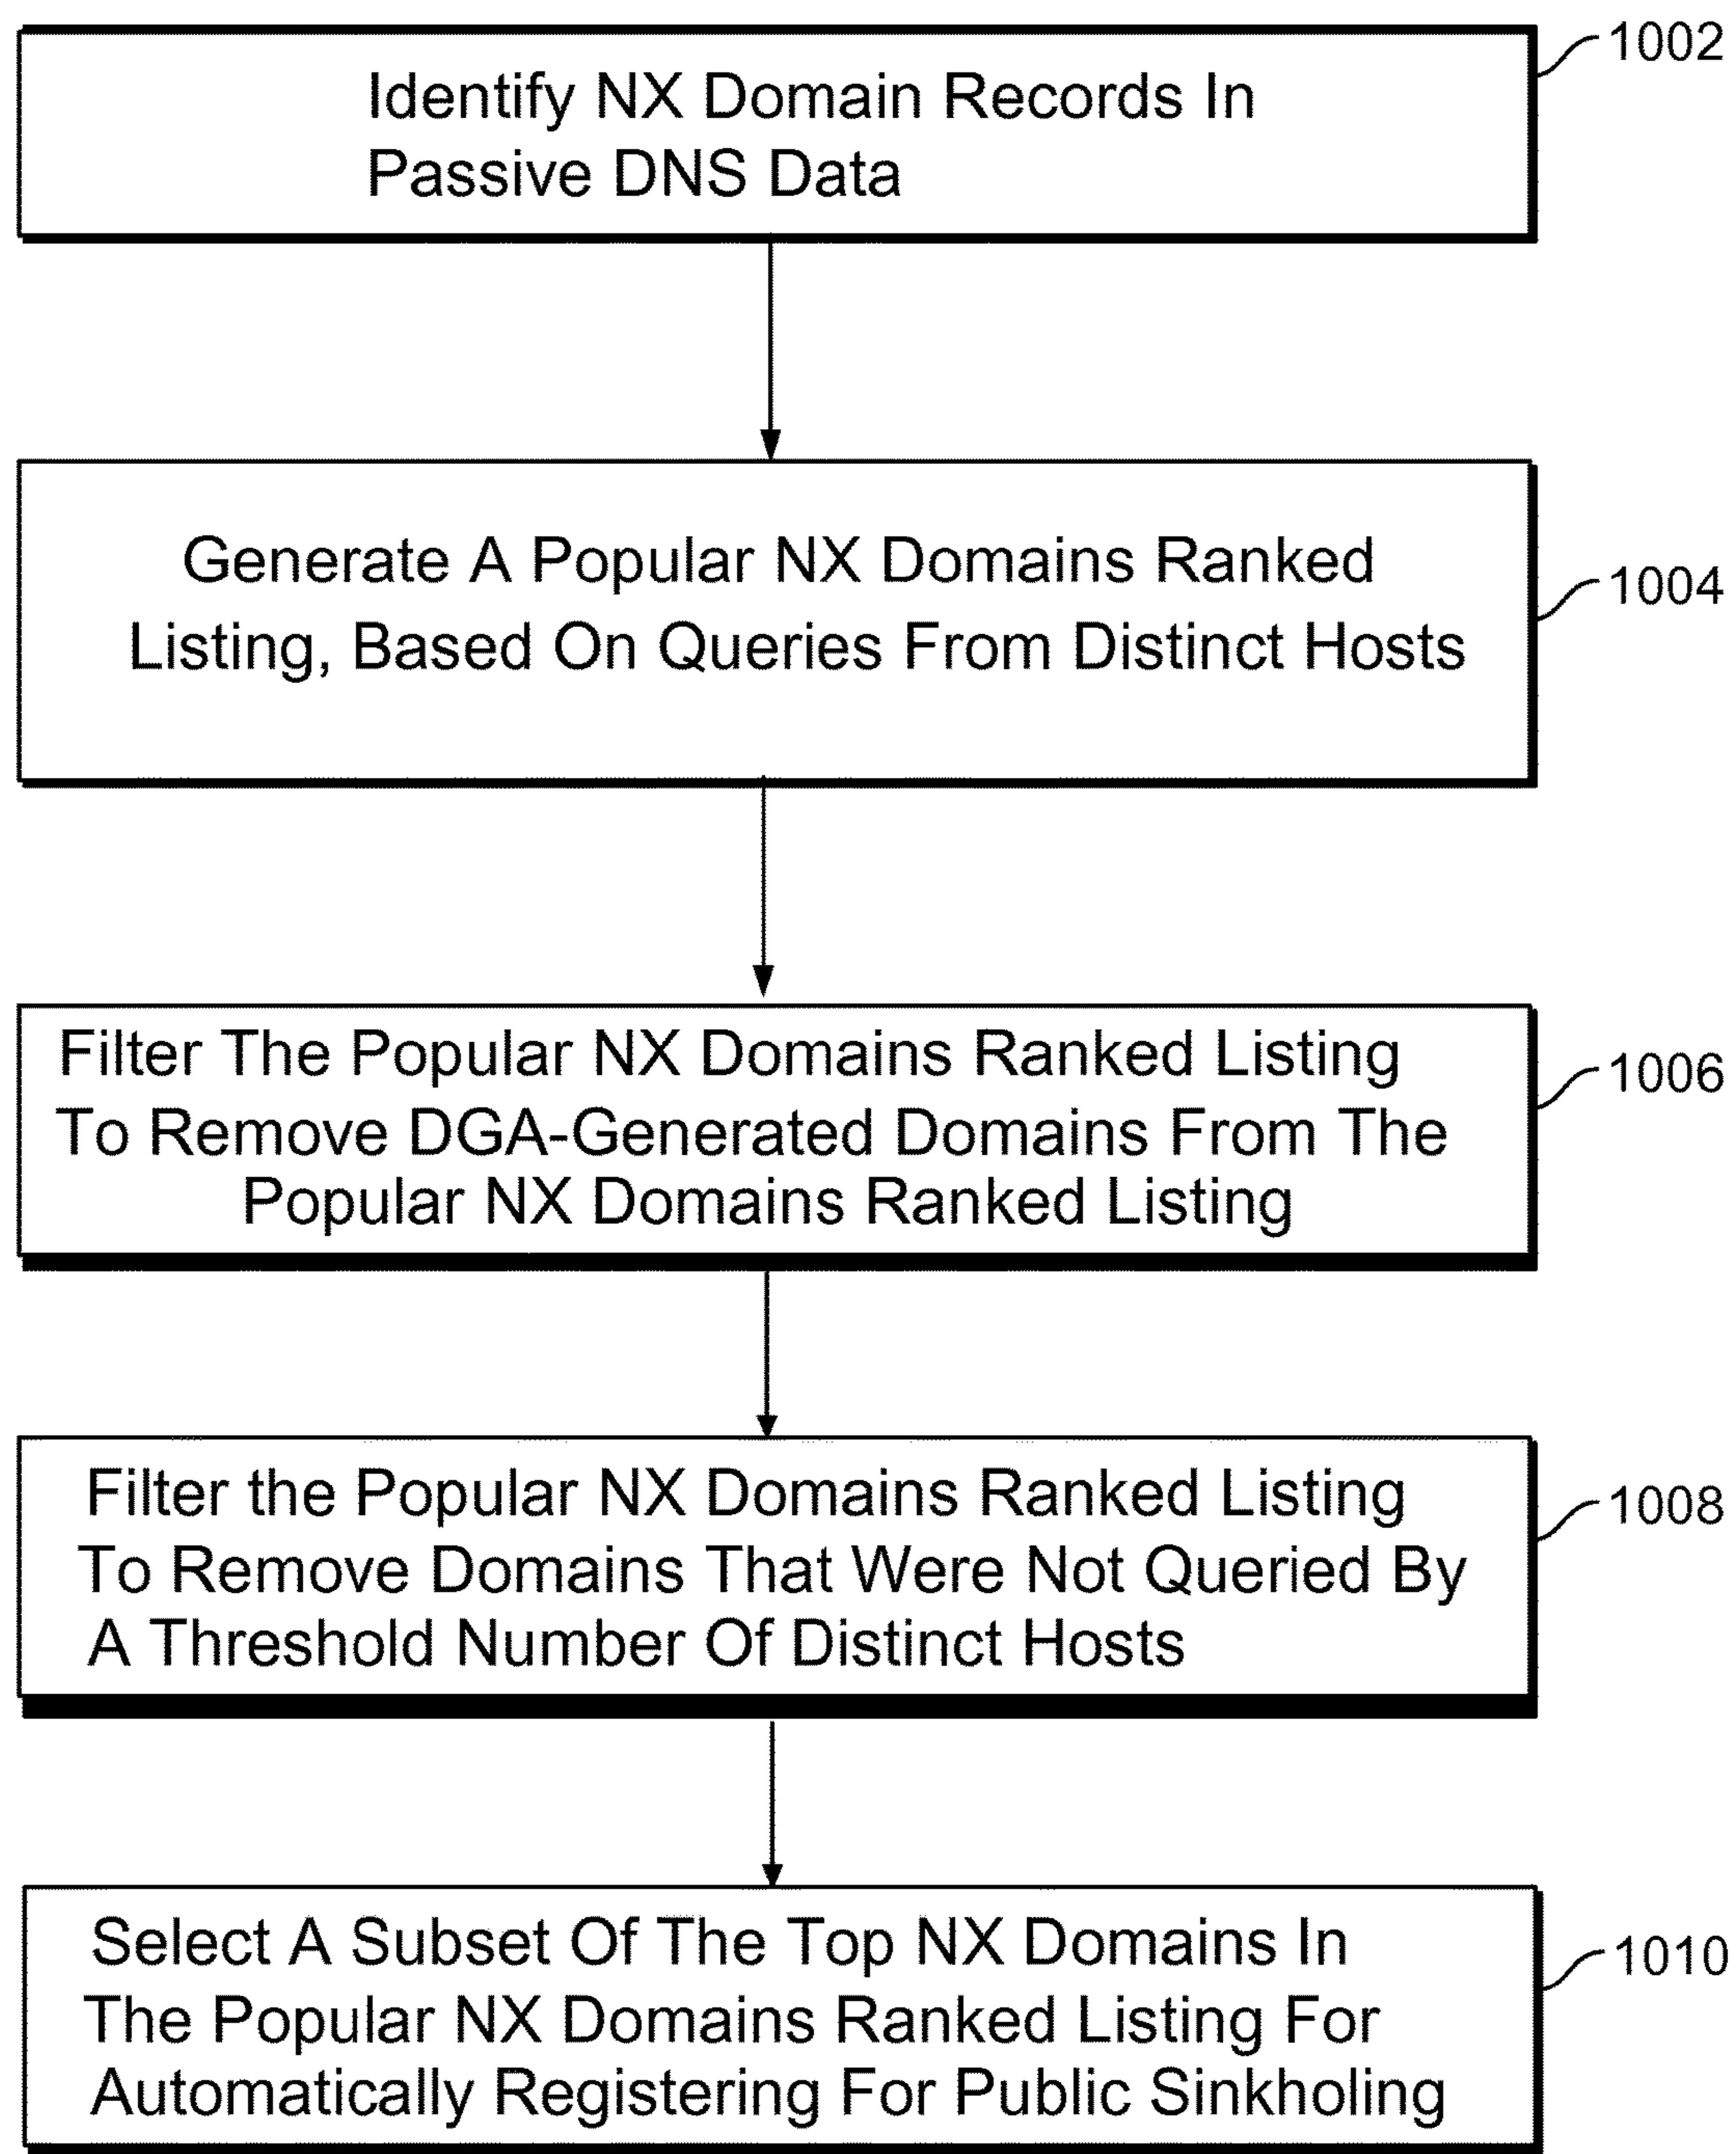 1002
Identify NX Domain Records In
Passive DNS Data
Generate A Popular NX Domains Ranked
Listing, Based On Queries From Distinct Hosts
1004
Filter The Popular NX Domains Ranked Listing
To Remove DGA-Generated Domains From The
Popular NX Domains Ranked Listing
1006
Filter the Popular NX Domains Ranked Listing
To Remove Domains That Were Not Queried By
A Threshold Number Of Distinct Hosts
1008
Select A Subset Of The Top NX Domains In
The Popular NX Domains Ranked Listing For
Automatically Registering For Public Sinkholing
1010